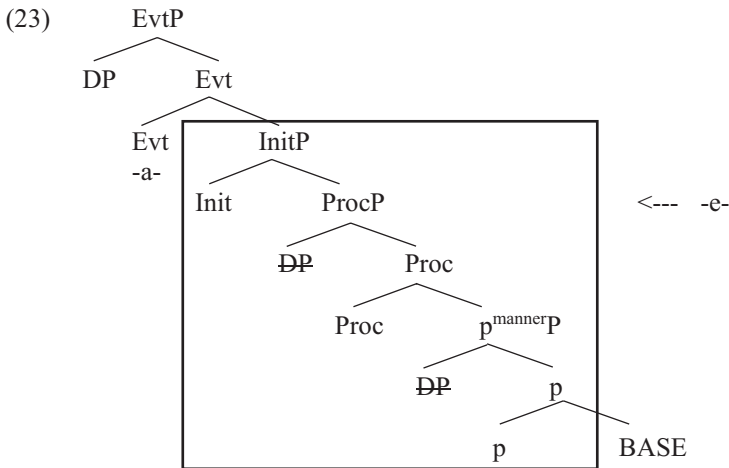 (23) EvtP
DP Evt
Evt InitP
-a-
Init ProcP <--- -e-
DP Proc
Proc p^manner P
DP p
p BASE